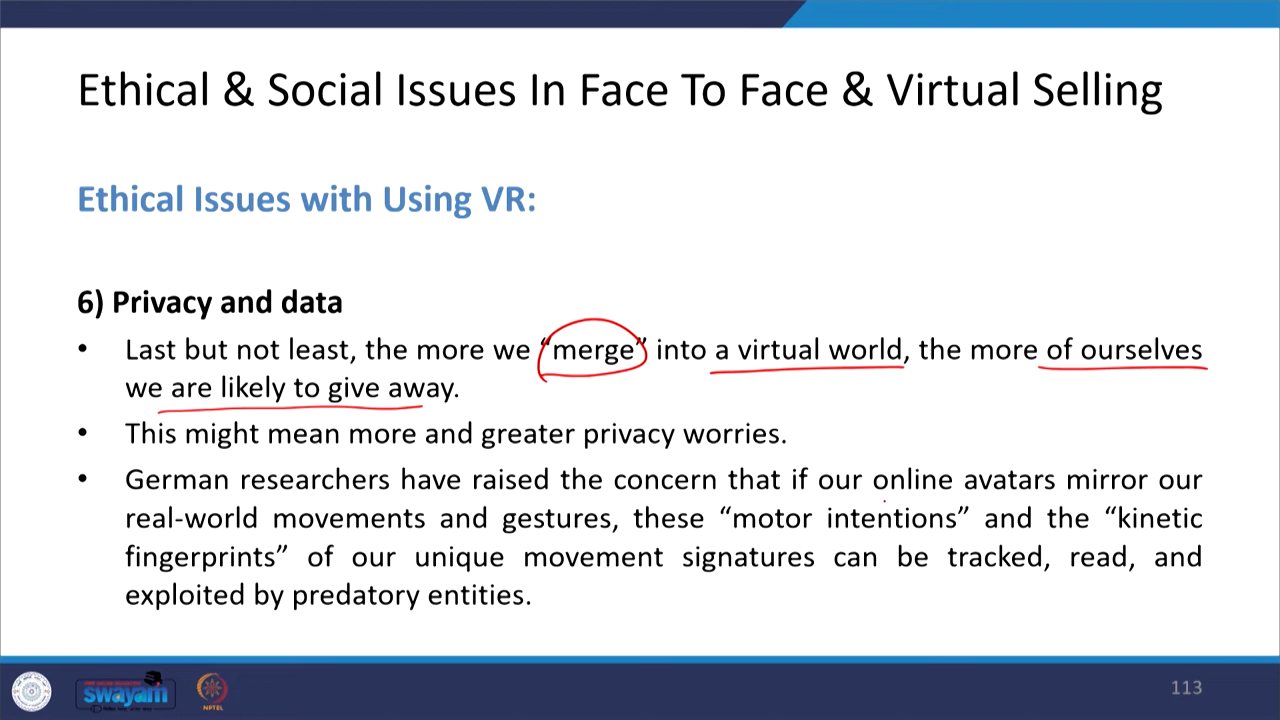 Ethical & Social Issues In Face To Face & Virtual Selling
Ethical Issues with Using VR:
6) Privacy and data
• Last but not least, the more we “merge” into a virtual world, the more of ourselves
we are likely to give away.
• This might mean more and greater privacy worries.
• German researchers have raised the concern that if our online avatars mirror our
real-world movements and gestures, these “motor intentions” and the “kinetic
fingerprints” of our unique movement signatures can be tracked, read, and
exploited by predatory entities.
swayam
NPTEL
113